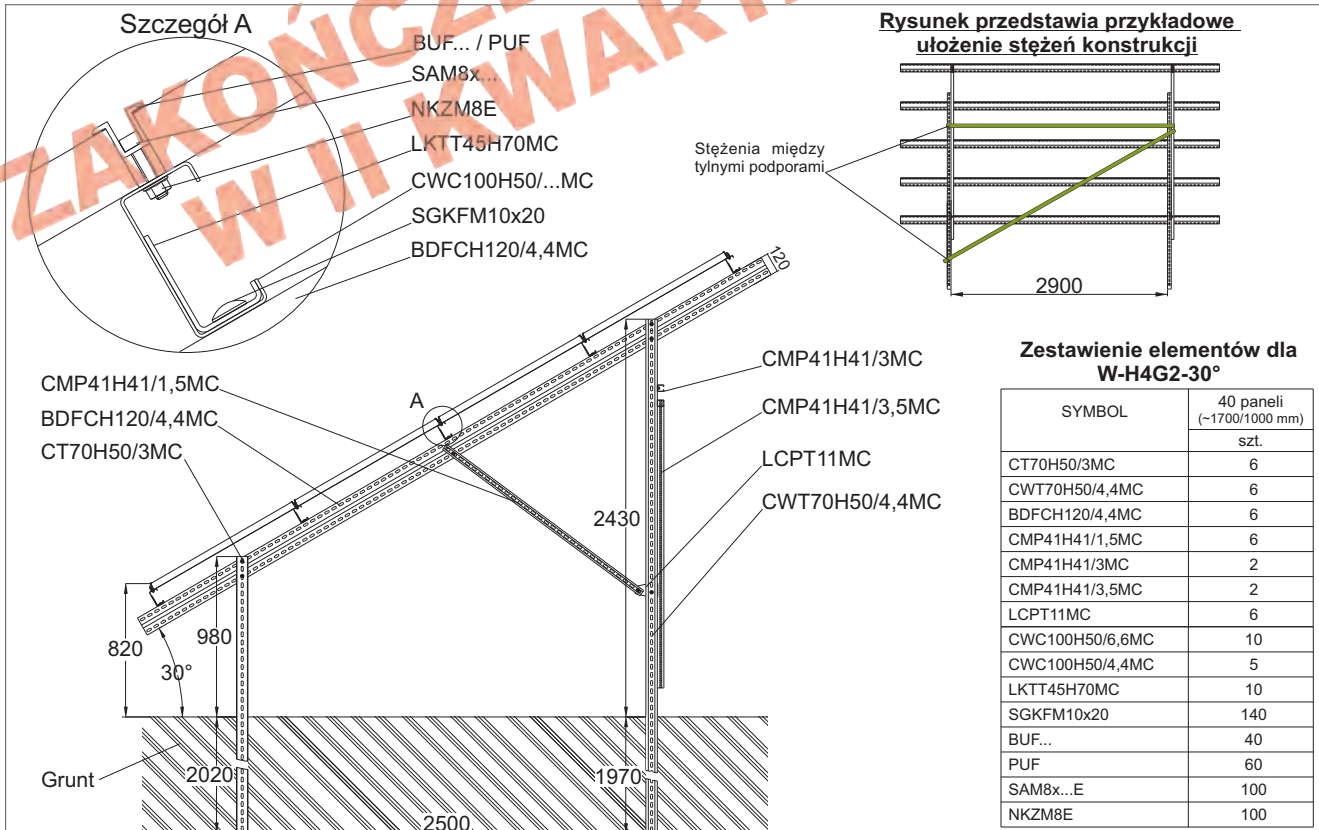 ZAKOŃCZE
W II KWART
Szczegół A
BUF... / PUF
SAM8x...
NKZM8E
LKTT45H70MC
CWC100H50/...MC
SGKFM10x20
BDFCH120/4,4MC
Rysunek przedstawia przykładowe
ułożenie stężeń konstrukcji
Stężenia między
tylnymi podporami
2900
120
CMP41H41/1,5MC
BDFCH120/4,4MC
CT70H50/3MC
A
CMP41H41/3MC
CMP41H41/3,5MC
LCPT11MC
CWT70H50/4,4MC
2430
820
980
30°
Grunt
2020
1970
2500
Zestawienie elementów dla
W-H4G2-30°
SYMBOL 40 paneli
(~1700/1000 mm)
szt.
CT70H50/3MC 6
CWT70H50/4,4MC 6
BDFCH120/4,4MC 6
CMP41H41/1,5MC 6
CMP41H41/3MC 2
CMP41H41/3,5MC 2
LCPT11MC 6
CWC100H50/6,6MC 10
CWC100H50/4,4MC 5
LKTT45H70MC 10
SGKFM10x20 140
BUF... 40
PUF 60
SAM8x...E 100
NKZM8E 100